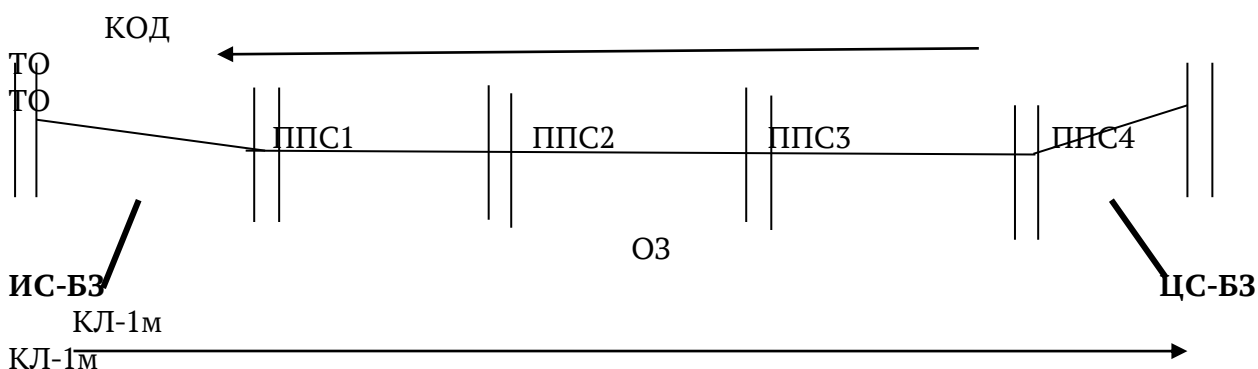 КОД
ТО
ТО
ППС1 ППС2 ППС3 ППС4
ОЗ
ИС-БЗ ЦС-БЗ
КЛ-1м
КЛ-1м